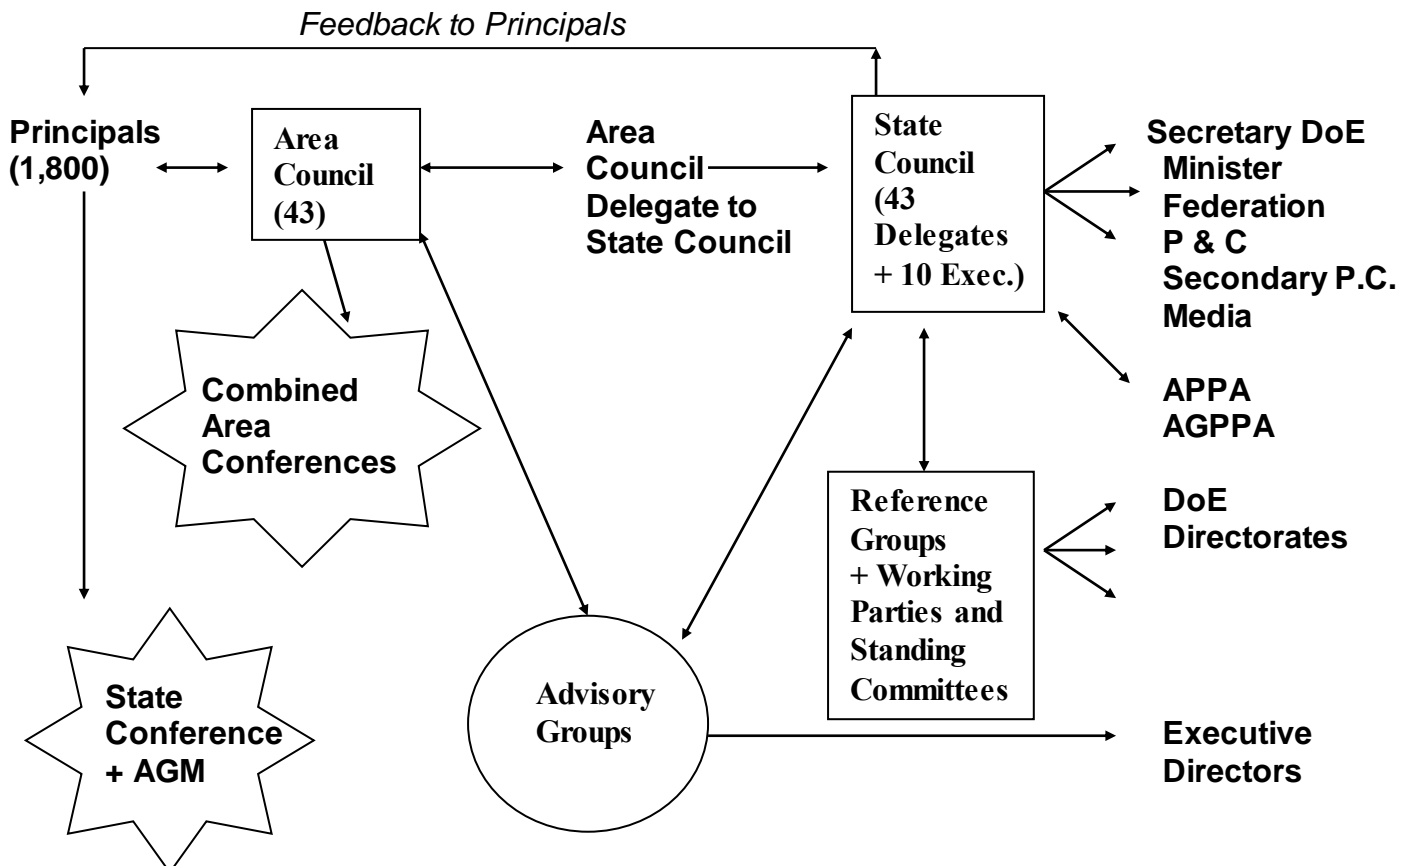 Feedback to Principals
Principals
(1,800)
Area
Council
(43)
Area
Council
Delegate to
State Council
State
Council
(43
Delegates
+ 10 Exec.)
Secretary DoE
Minister
Federation
P & C
Secondary P.C.
Media
APPA
AGPPA
Combined
Area
Conferences
Reference
Groups
+ Working
Parties and
Standing
Committees
DoE
Directorates
State
Conference
+ AGM
Advisory
Groups
Executive
Directors